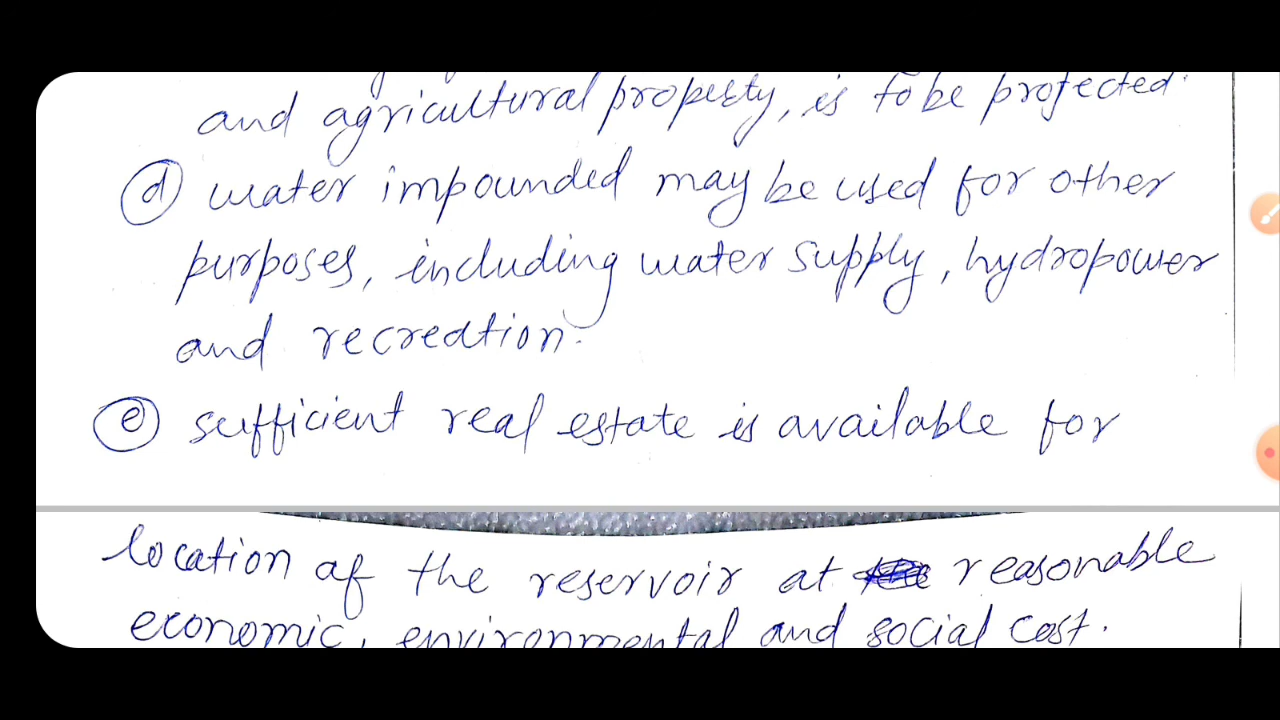 and agricultural property, is to be protected.
(d) water impounded may be used for other
purposes, including water supply, hydropower
and recreation.
(e) sufficient real estate is available for
location of the reservoir at reasonable
economic, environmental and social cost.